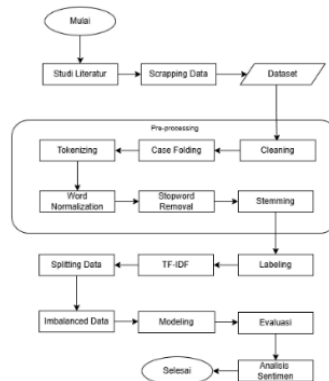 Mulai
Studi Literatur
Scrapping Data
Dataset
Pre-processing
Tokenizing
Case Folding
Cleaning
Word
Normalization
Stopword
Removal
Stemming
Splitting Data
TF-IDF
Labeling
Imbalanced Data
Modeling
Evaluasi
Selesai
Analisis
Sentimen